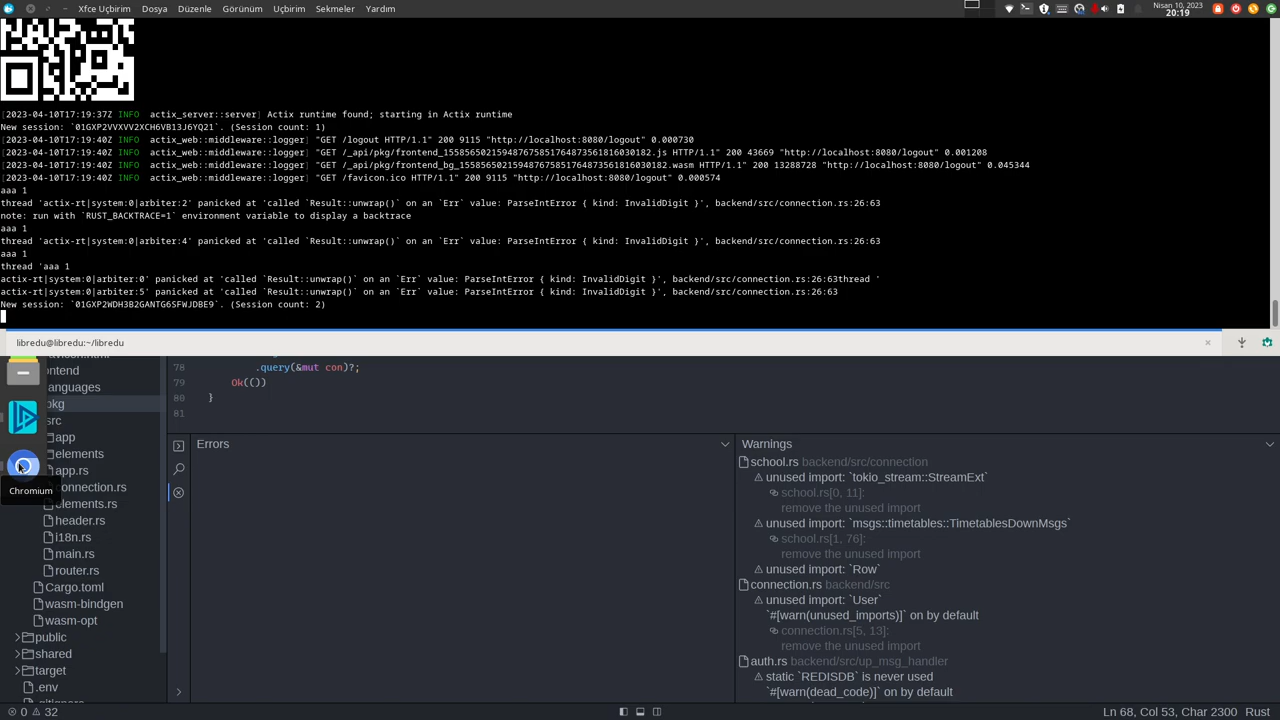 Xfce Uçbirim Dosya Düzenle Görünüm Uçbirim Sekmeler Yardım
Nisan 10, 2023
20:19
[2023-04-10T17:19:37Z INFO actix_server::server] Actix runtime found; starting in Actix runtime
New session: `01GXP2VVXVV2XCH6VB13J6YQ21`. (Session count: 1)
[2023-04-10T17:19:40Z INFO actix_web::middleware::logger] "GET /logout HTTP/1.1" 200 9115 "http://localhost:8080/logout" 0.000730
[2023-04-10T17:19:40Z INFO actix_web::middleware::logger] "GET /_api/pkg/frontend_155856502159487675851764873561816030182.js HTTP/1.1" 200 43669 "http://localhost:8080/logout" 0.001208
[2023-04-10T17:19:40Z INFO actix_web::middleware::logger] "GET /_api/pkg/frontend_bg_155856502159487675851764873561816030182.wasm HTTP/1.1" 200 13288728 "http://localhost:8080/logout" 0.045344
[2023-04-10T17:19:40Z INFO actix_web::middleware::logger] "GET /favicon.ico HTTP/1.1" 200 9115 "http://localhost:8080/logout" 0.000574
aaa 1
thread 'actix-rt|system:0|arbiter:2' panicked at 'called `Result::unwrap()` on an `Err` value: ParseIntError { kind: InvalidDigit }', backend/src/connection.rs:26:63
note: run with `RUST_BACKTRACE=1` environment variable to display a backtrace
aaa 1
thread 'actix-rt|system:0|arbiter:4' panicked at 'called `Result::unwrap()` on an `Err` value: ParseIntError { kind: InvalidDigit }', backend/src/connection.rs:26:63
aaa 1
thread 'aaa 1
actix-rt|system:0|arbiter:0' panicked at 'called `Result::unwrap()` on an `Err` value: ParseIntError { kind: InvalidDigit }', backend/src/connection.rs:26:63thread '
actix-rt|system:0|arbiter:5' panicked at 'called `Result::unwrap()` on an `Err` value: ParseIntError { kind: InvalidDigit }', backend/src/connection.rs:26:63
New session: `01GXP2WDH3B2GANTG6SFWJDBE9`. (Session count: 2)
libredu@libredu:~/libredu
ontend
anguages
pkg
src
app
elements
app.rs
connection.rs
elements.rs
header.rs
i18n.rs
main.rs
router.rs
Cargo.toml
wasm-bindgen
wasm-opt
public
shared
target
.env
Chromium
78 .query(&mut con)?;
79 Ok(())
80 }
81
Errors
Warnings
school.rs backend/src/connection
unused import: `tokio_stream::StreamExt`
school.rs[0, 11]:
remove the unused import
unused import: `msgs::timetables::TimetablesDownMsgs`
school.rs[1, 76]:
remove the unused import
unused import: `Row`
connection.rs backend/src
unused import: `User`
`#[warn(unused_imports)]` on by default
connection.rs[5, 13]:
remove the unused import
auth.rs backend/src/up_msg_handler
static `REDISDB` is never used
`#[warn(dead_code)]` on by default
0 32
Ln 68, Col 53, Char 2300 Rust